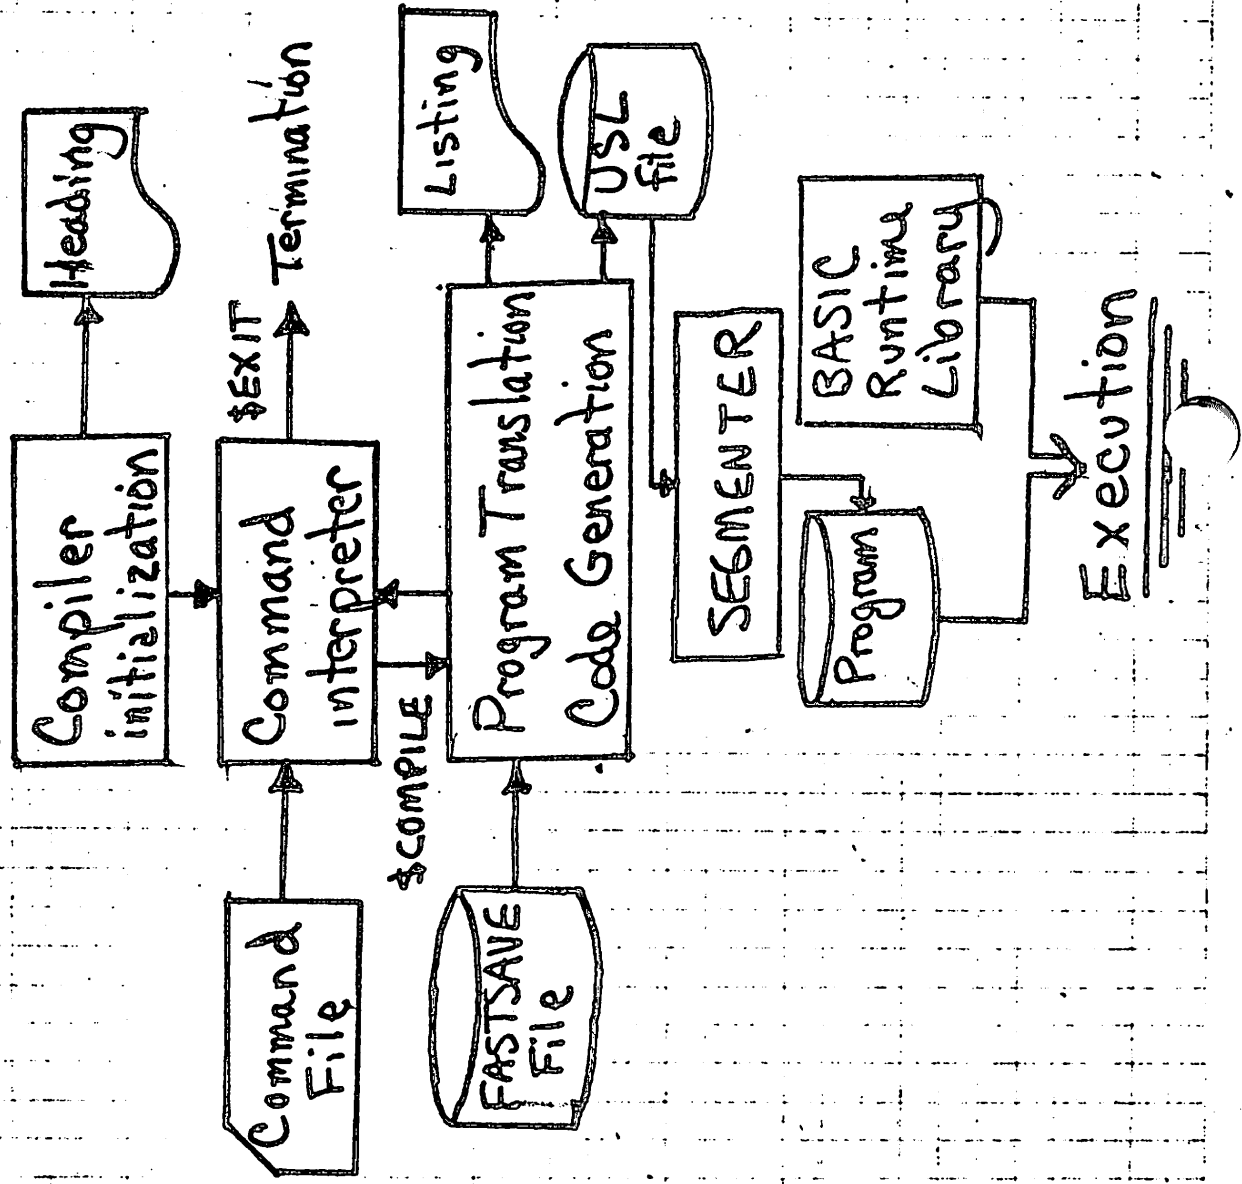 Compiler
initialization
Heading
Command
File
Command
interpreter
$EXIT
Termination
$COMPILE
FASTSAVE
File
Program Translation
Code Generation
Listing
USL
File
SEGMENTER
Program
BASIC
Runtime
Library
Execution